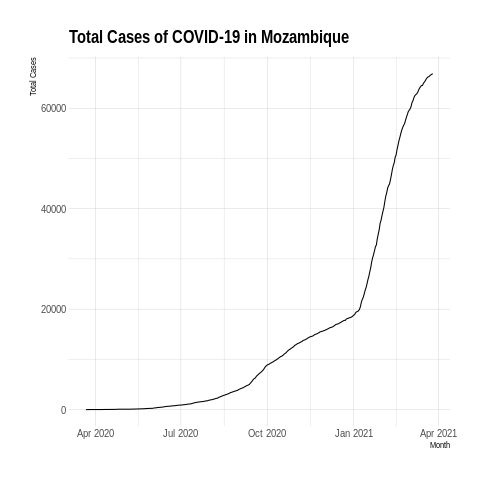 Total Cases of COVID-19 in Mozambique
Total Cases
60000
40000
20000
0
Apr 2020 Jul 2020 Oct 2020 Jan 2021 Apr 2021
Month